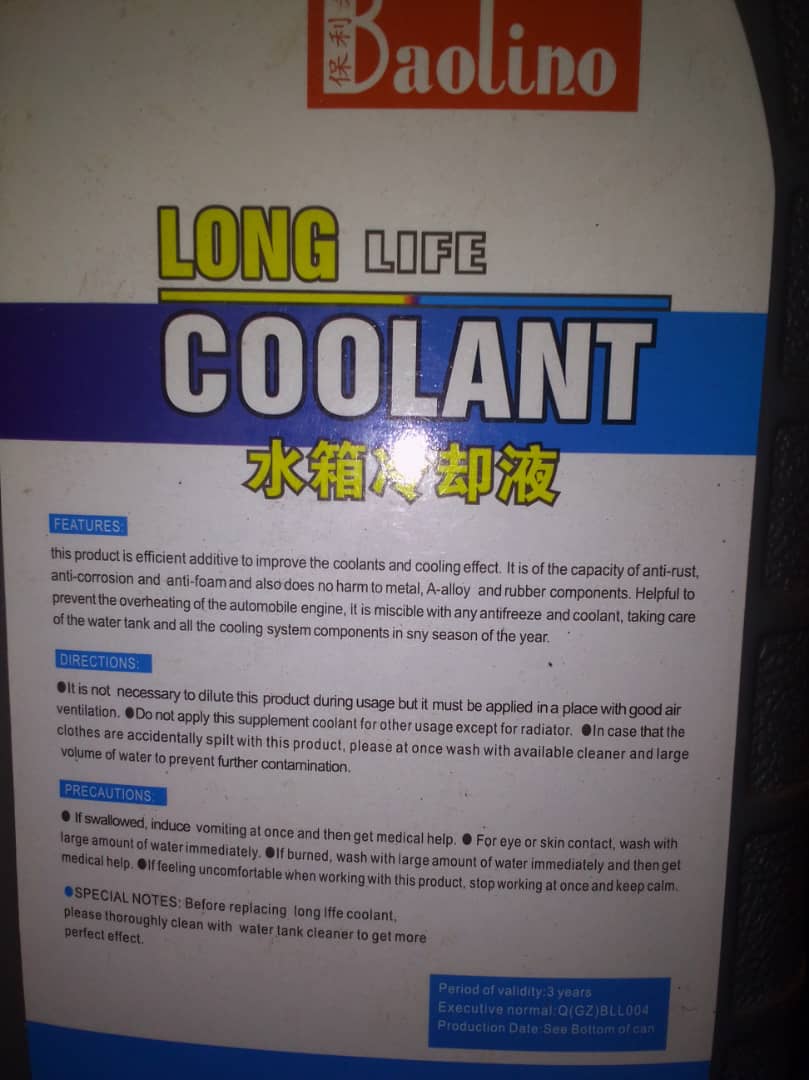 保利
Baolino
LONG LIFE
COOLANT
水箱冷却液
FEATURES:
this product is efficient additive to improve the coolants and cooling effect. It is of the capacity of anti-rust,
anti-corrosion and anti-foam and also does no harm to metal, A-alloy and rubber components. Helpful to
prevent the overheating of the automobile engine, it is miscible with any antifreeze and coolant, taking care
of the water tank and all the cooling system components in sny season of the year.
DIRECTIONS:
●It is not necessary to dilute this product during usage but it must be applied in a place with good air
ventilation. ●Do not apply this supplement coolant for other usage except for radiator. ●In case that the
clothes are accidentally spilt with this product, please at once wash with available cleaner and large
volume of water to prevent further contamination.
PRECAUTIONS:
● If swallowed, induce vomiting at once and then get medical help. ● For eye or skin contact, wash with
large amount of water immediately. ●If burned, wash with large amount of water immediately and then get
medical help. ●If feeling uncomfortable when working with this product, stop working at once and keep calm.
●SPECIAL NOTES: Before replacing long Iffe coolant,
please thoroughly clean with water tank cleaner to get more
perfect effect.
Period of validity:3 years
Executive normal:Q(GZ)BLL004
Production Date:See Bottom of can